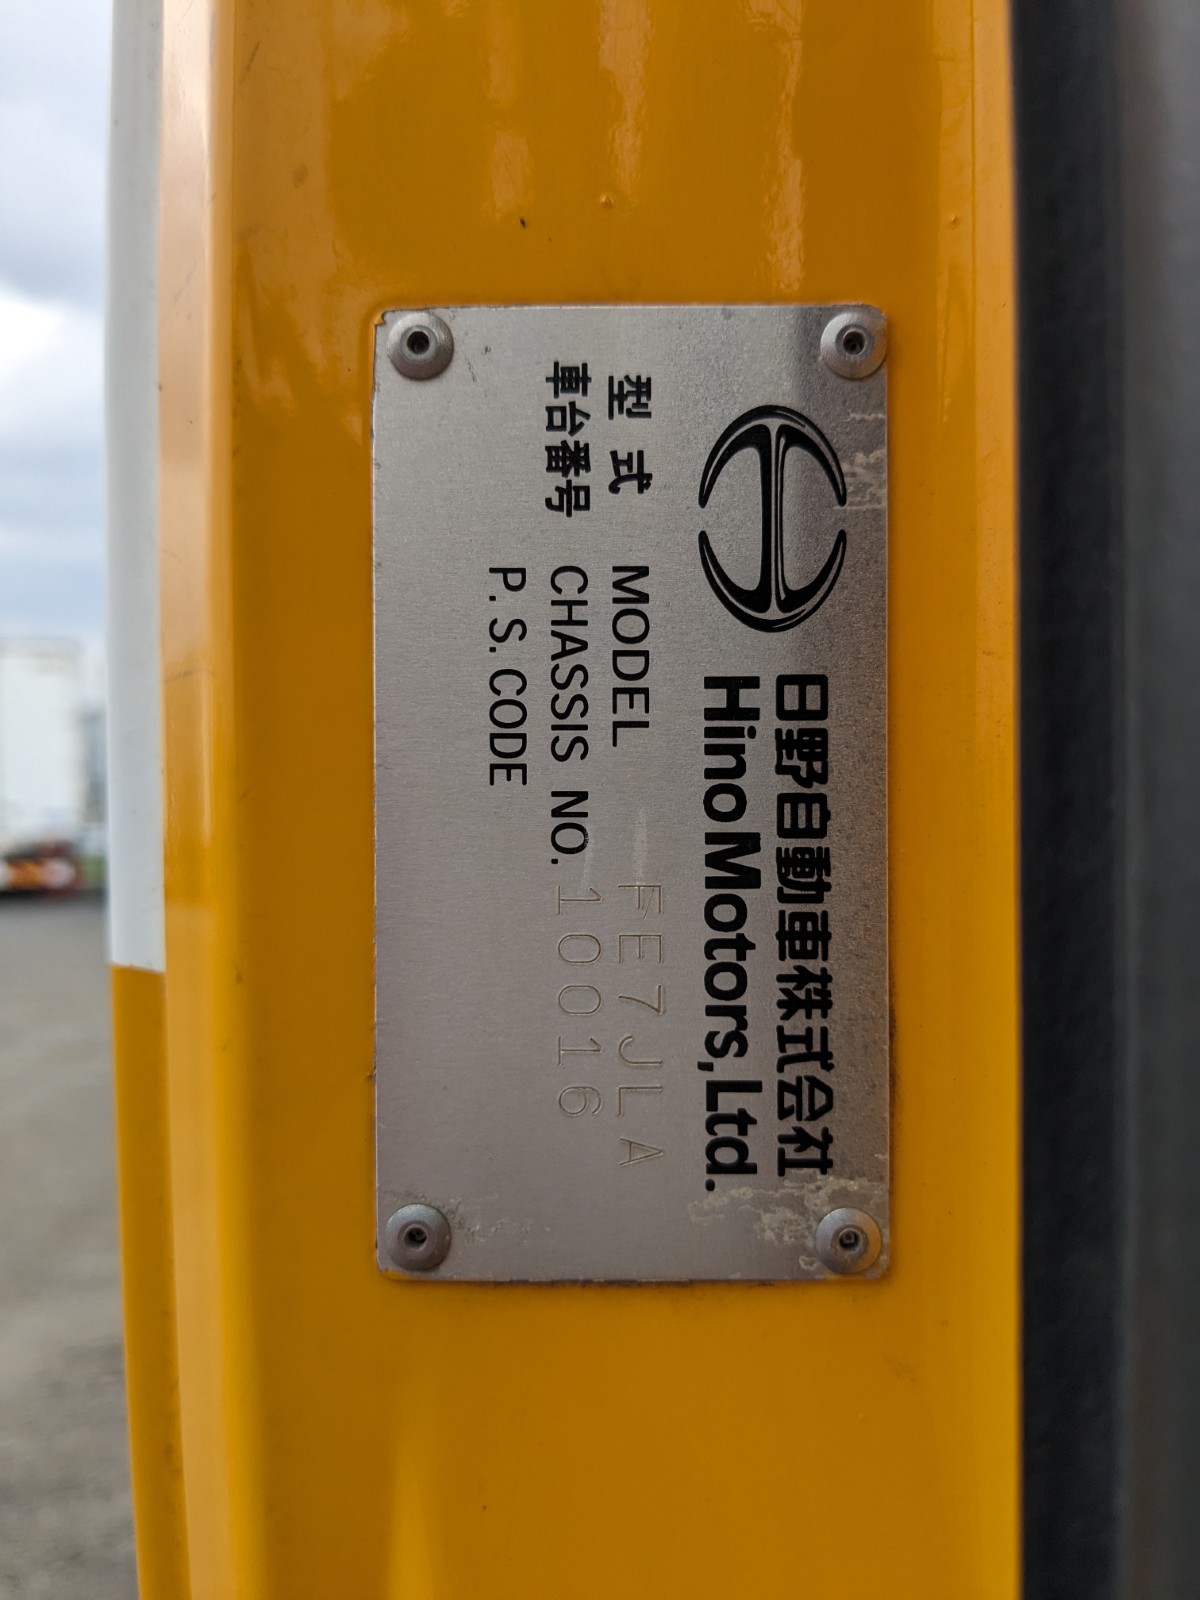 日野自動車株式会社
Hino Motors, Ltd.
型式 MODEL FE7JLA
車台番号 CHASSIS NO. 10016
P.S. CODE